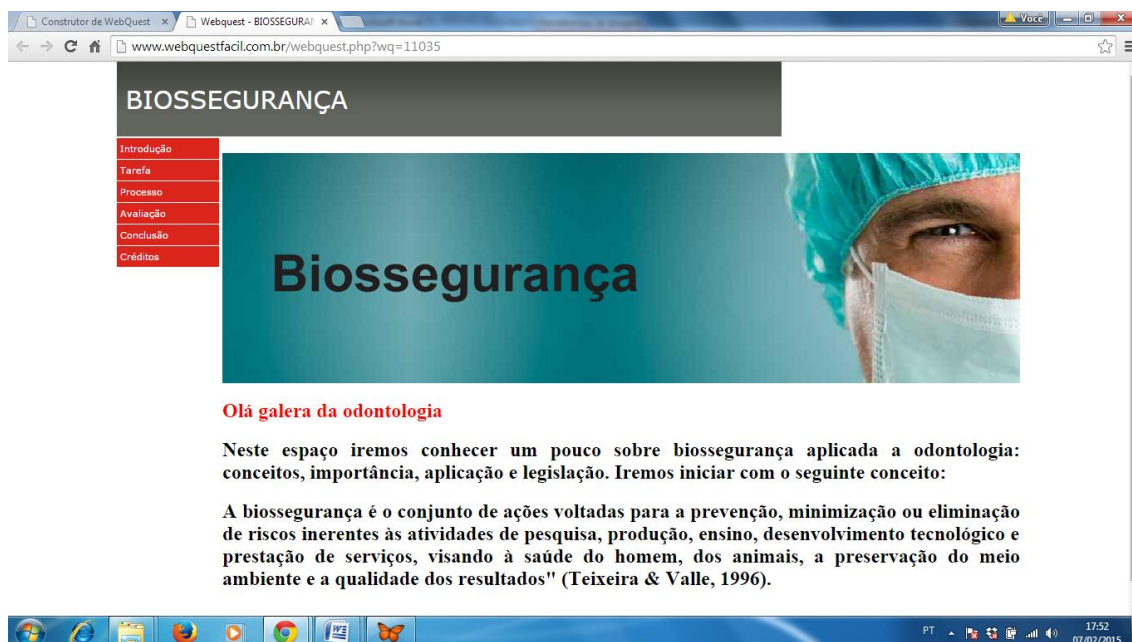 Construtor de WebQuest
Webquest - BIOSSEGURAN
Você
www.webquestfacil.com.br/webquest.php?wq=11035
BIOSSEGURANÇA
Introdução
Tarefa
Processo
Avaliação
Conclusão
Créditos
Biossegurança
Olá galera da odontologia
Neste espaço iremos conhecer um pouco sobre biossegurança aplicada a odontologia:
conceitos, importância, aplicação e legislação. Iremos iniciar com o seguinte conceito:
A biossegurança é o conjunto de ações voltadas para a prevenção, minimização ou eliminação
de riscos inerentes às atividades de pesquisa, produção, ensino, desenvolvimento tecnológico e
prestação de serviços, visando à saúde do homem, dos animais, a preservação do meio
ambiente e a qualidade dos resultados" (Teixeira & Valle, 1996).
PT
17:52
07/02/2015